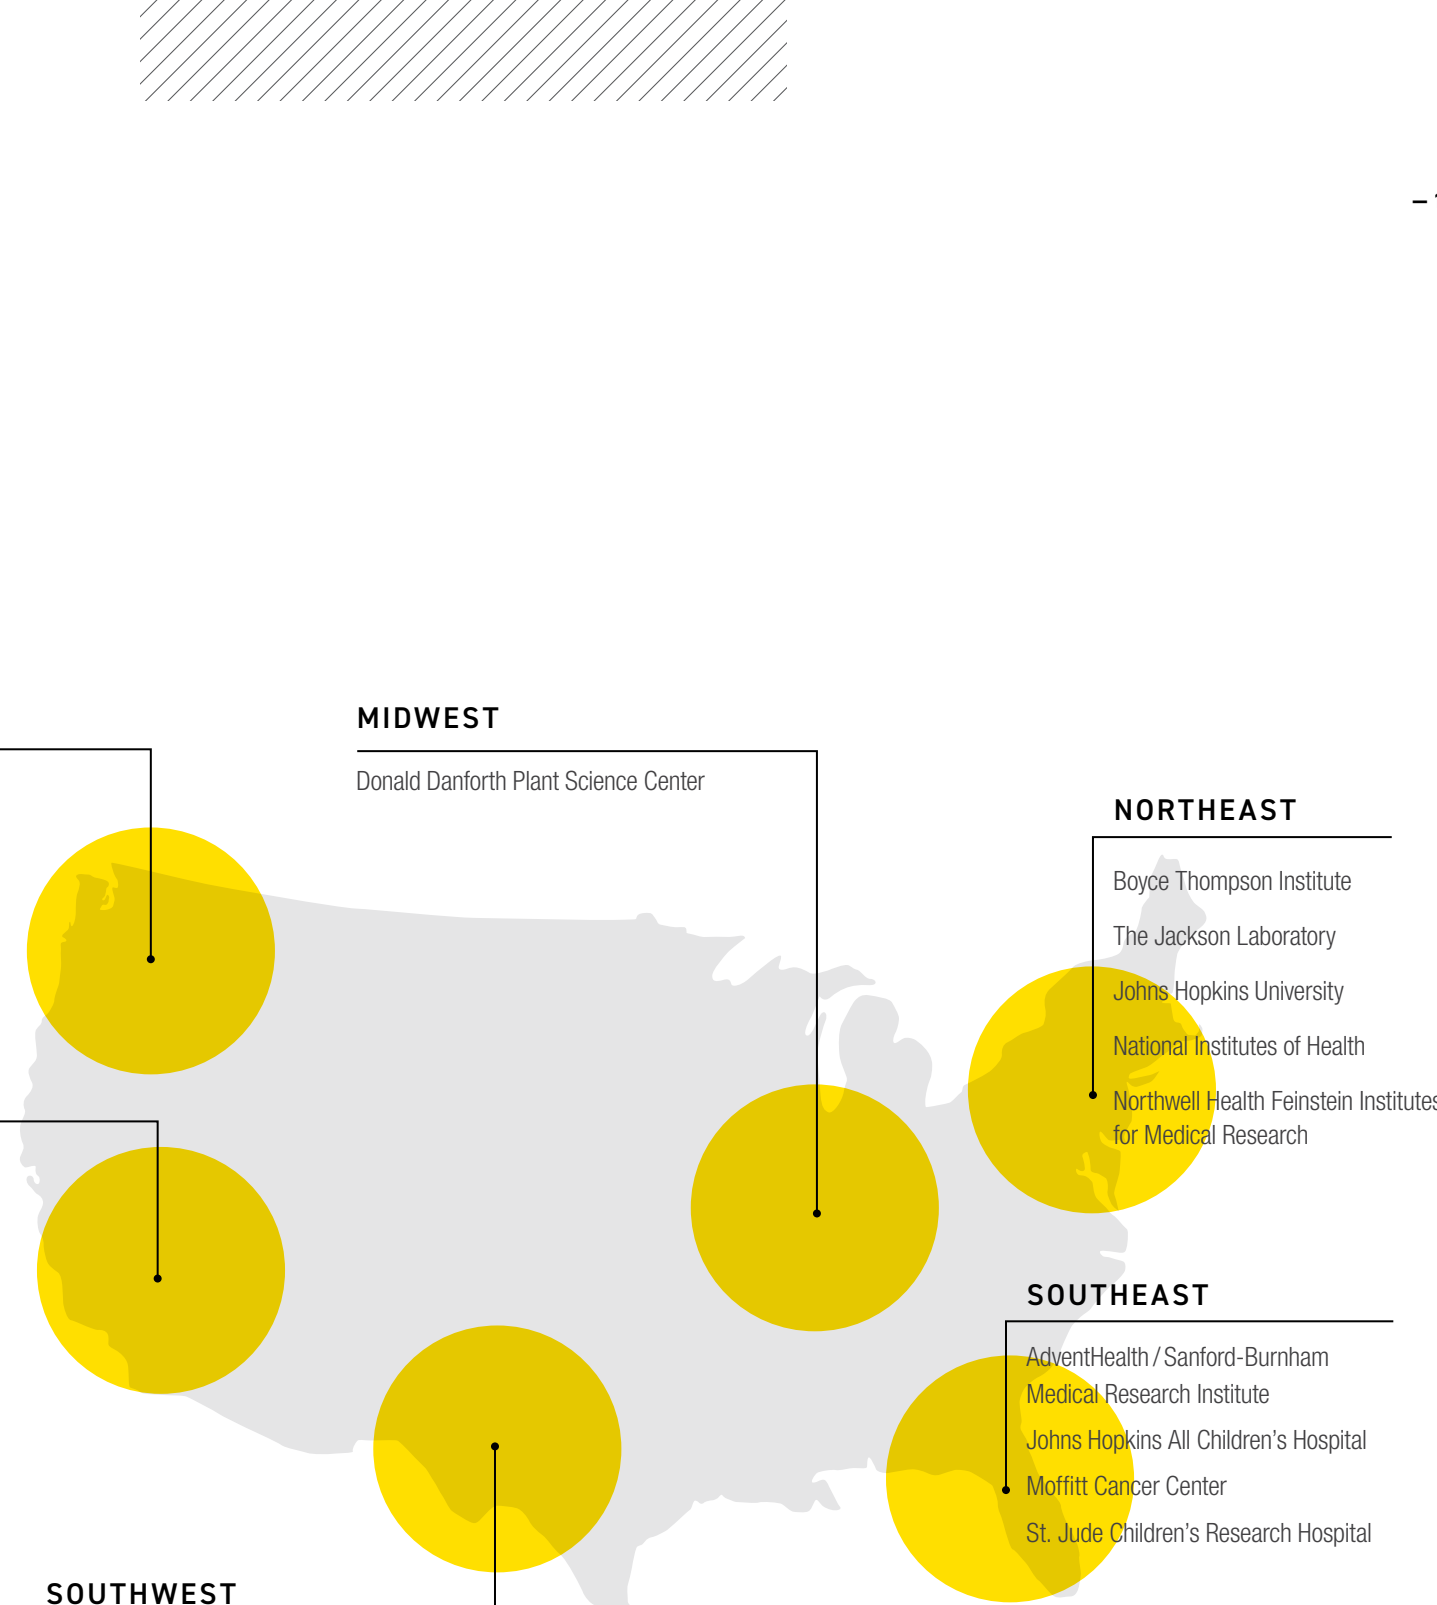 MIDWEST
Donald Danforth Plant Science Center
NORTHEAST
Boyce Thompson Institute
The Jackson Laboratory
Johns Hopkins University
National Institutes of Health
Northwell Health Feinstein Institutes
for Medical Research
SOUTHEAST
AdventHealth / Sanford-Burnham
Medical Research Institute
Johns Hopkins All Children’s Hospital
Moffitt Cancer Center
St. Jude Children’s Research Hospital
SOUTHWEST